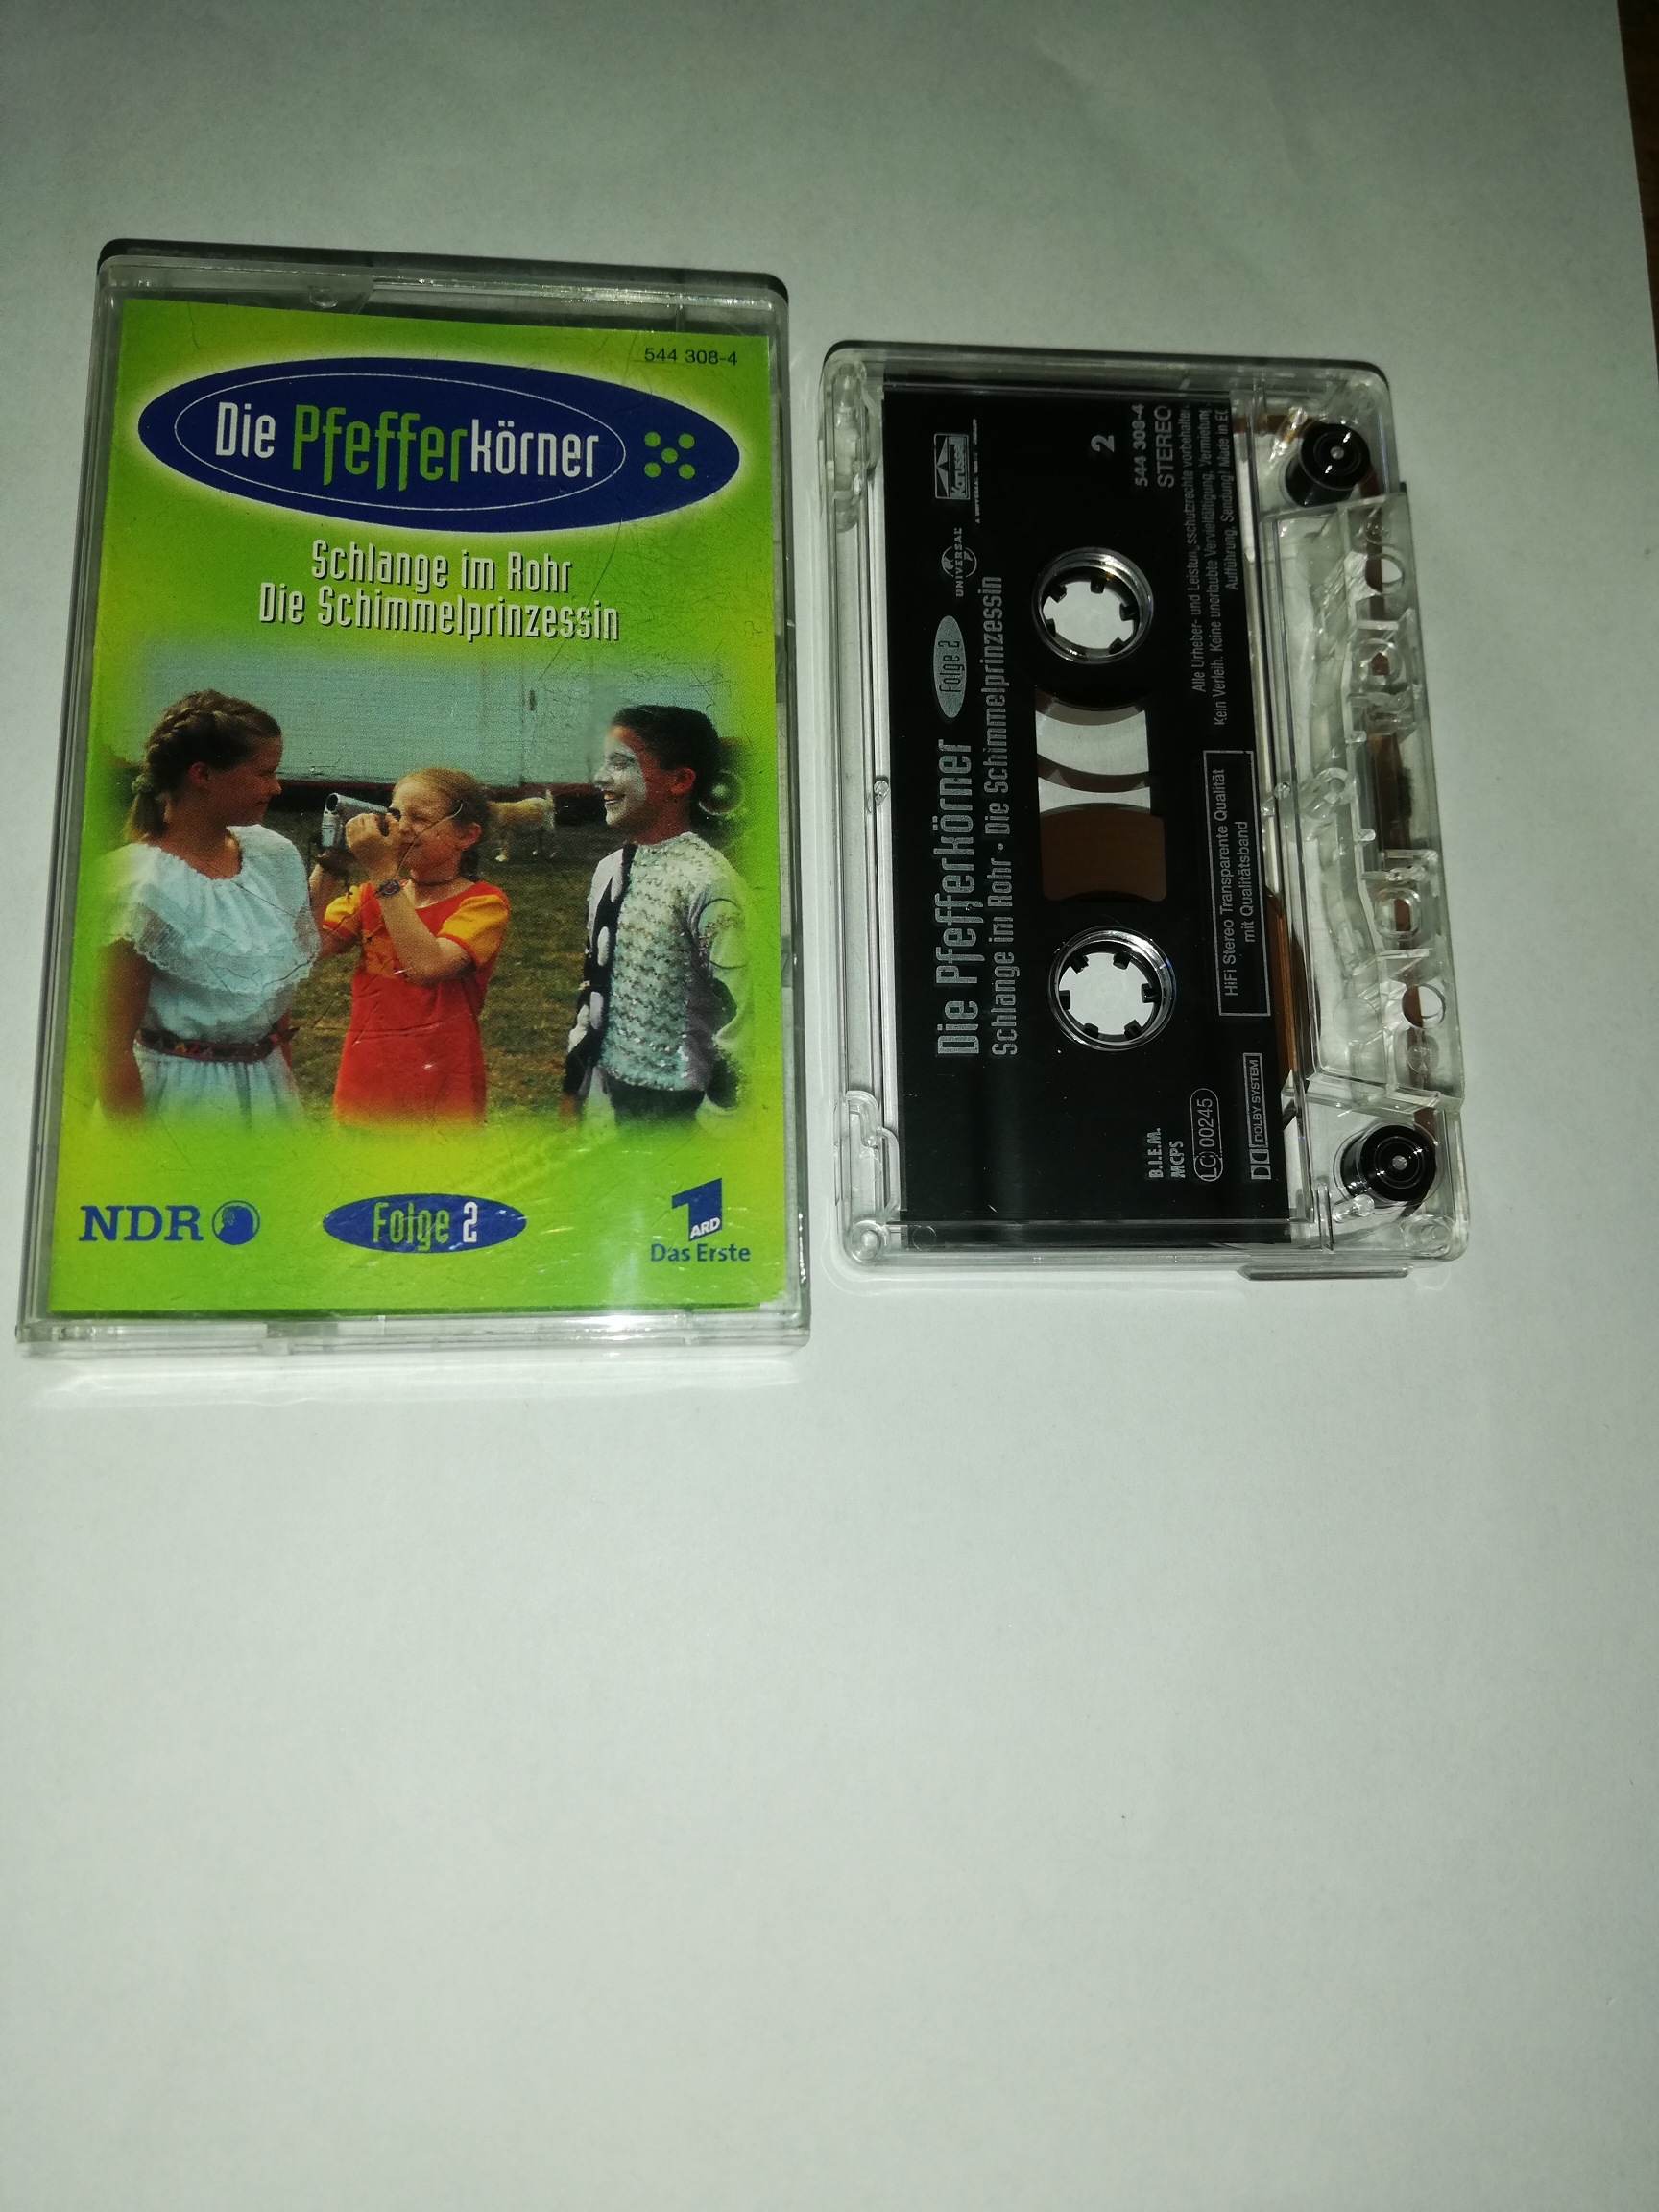 544 308-4
Die Pfefferkörner
Schlange im Rohr
Die Schimmelprinzessin
NDR
Folge 2
1
ARD
Das Erste
Karussell
UNIVERSAL
Die Pfefferkörner Folge 2
Schlange im Rohr • Die Schimmelprinzessin
2
544 308-4
STEREO
B.I.E.M.
MCPS
LC 00245
Alle Urheber- und Leistungsschutzrechte vorbehalten
Kein Verleih. Keine unerlaubte Vervielfältigung, Vermietung,
Aufführung, Sendung! Made in
HiFi Stereo Transparente Qualität
mit Qualitätsband
DOLBY SYSTEM